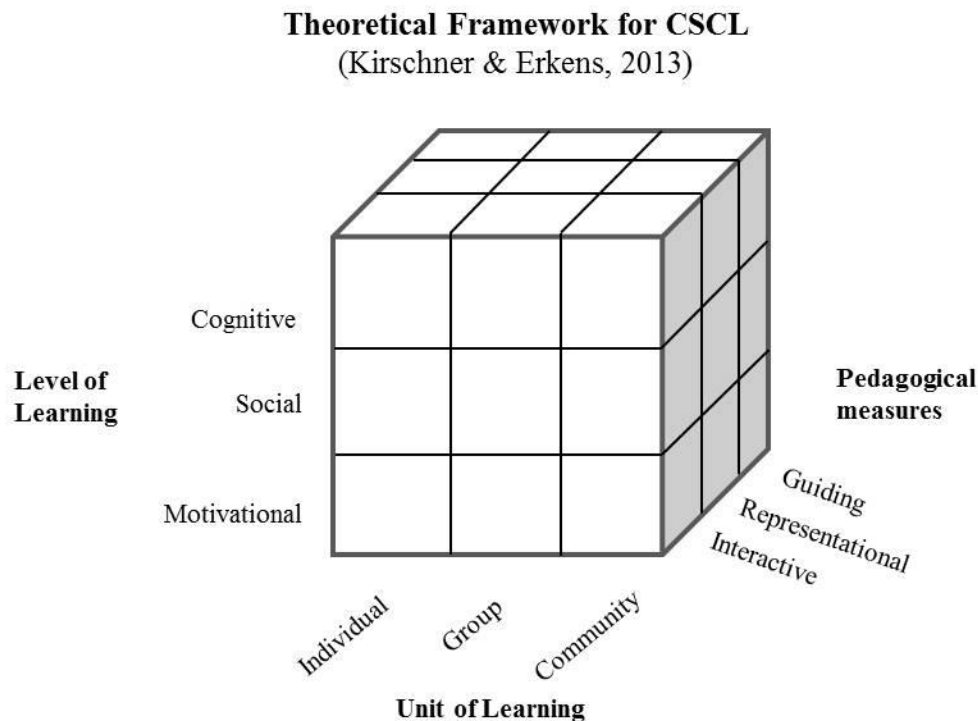 Theoretical Framework for CSCL
(Kirschner & Erkens, 2013)
Cognitive
Level of
Learning
Social
Motivational
Pedagogical
measures
Guiding
Representational
Interactive
Individual
Group
Community
Unit of Learning